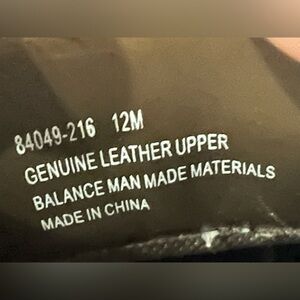 84049-216 12M
GENUINE LEATHER UPPER
BALANCE MAN MADE MATERIALS
MADE IN CHINA